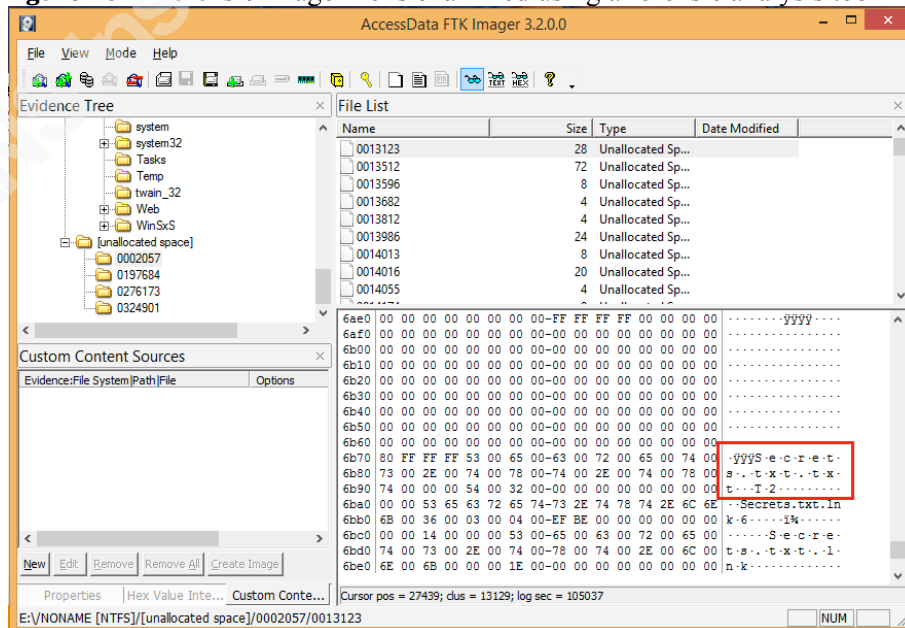 AccessData FTK Imager 3.2.0.0
File View Mode Help
Evidence Tree
system
system32
Tasks
Temp
twain_32
Web
WinSxS
[unallocated space]
0002057
0197684
0276173
0324901
Custom Content Sources
Evidence:File System|Path|File Options
New Edit Remove Remove All Create Image
Properties Hex Value Inte... Custom Conte...
File List
Name Size Type Date Modified
0013123 28 Unallocated Sp...
0013512 72 Unallocated Sp...
0013596 8 Unallocated Sp...
0013682 4 Unallocated Sp...
0013812 4 Unallocated Sp...
0013986 24 Unallocated Sp...
0014013 8 Unallocated Sp...
0014016 20 Unallocated Sp...
0014055 4 Unallocated Sp...
6ae0 00 00 00 00 00 00 00 00-FF FF FF FF 00 00 00 00 ········ÿÿÿÿ····
6af0 00 00 00 00 00 00 00 00-00 00 00 00 00 00 00 00 ················
6b00 00 00 00 00 00 00 00 00-00 00 00 00 00 00 00 00 ················
6b10 00 00 00 00 00 00 00 00-00 00 00 00 00 00 00 00 ················
6b20 00 00 00 00 00 00 00 00-00 00 00 00 00 00 00 00 ················
6b30 00 00 00 00 00 00 00 00-00 00 00 00 00 00 00 00 ················
6b40 00 00 00 00 00 00 00 00-00 00 00 00 00 00 00 00 ················
6b50 00 00 00 00 00 00 00 00-00 00 00 00 00 00 00 00 ················
6b60 00 00 00 00 00 00 00 00-00 00 00 00 00 00 00 00 ················
6b70 80 FF FF FF 53 00 65 00-63 00 72 00 65 00 74 00 ·ÿÿÿS·e·c·r·e·t·
6b80 73 00 2E 00 74 00 78 00-74 00 2E 00 74 00 78 00 s·.·t·x·t·.·t·x·
6b90 74 00 00 00 54 00 32 00-00 00 00 00 00 00 00 00 t···T·2·········
6ba0 00 00 53 65 63 72 65 74-73 2E 74 78 74 2E 6C 6E ··Secrets.txt.ln
6bb0 6B 00 36 00 03 00 04 00-EF BE 00 00 00 00 00 00 k·6·····ï¾······
6bc0 00 00 14 00 00 00 53 00-65 00 63 00 72 00 65 00 ······S·e·c·r·e·
6bd0 74 00 73 00 2E 00 74 00-78 00 74 00 2E 00 6C 00 t·s·.·t·x·t·.·l·
6be0 6E 00 6B 00 00 00 1E 00-00 00 00 00 00 00 00 00 n·k·············
Cursor pos = 27439; clus = 13129; log sec = 105037
E:\/NONAME [NTFS]/[unallocated space]/0002057/0013123 NUM